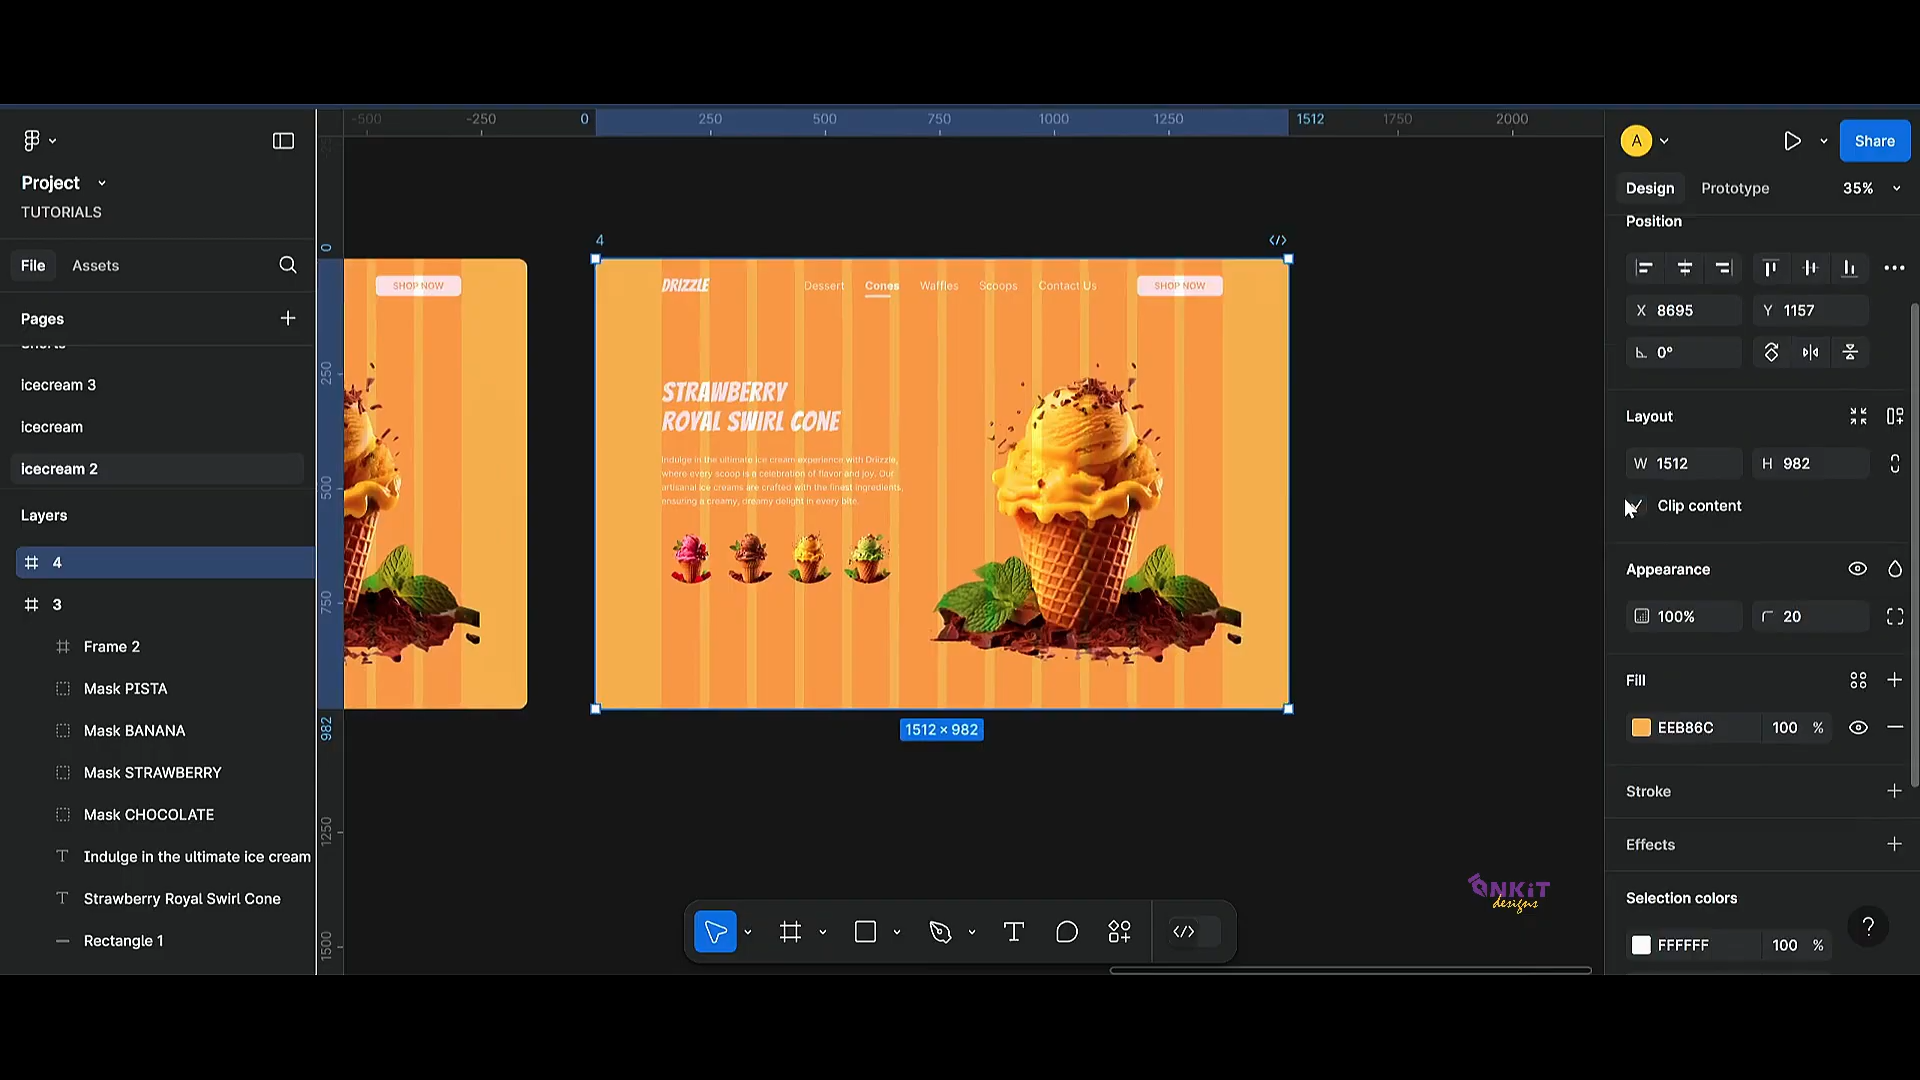 Project
TUTORIALS
File
Assets
Pages
icecream 3
icecream
icecream 2
Layers
4
3
Frame 2
Mask PISTA
Mask BANANA
Mask STRAWBERRY
Mask CHOCOLATE
Indulge in the ultimate ice cream
Strawberry Royal Swirl Cone
Rectangle 1
-500
-250
0
250
500
750
1000
1250
1512
1750
2000
0
250
500
750
982
1250
1500
SHOP NOW
4
DRIZZLE
Dessert
Cones
Waffles
Scoops
Contact Us
SHOP NOW
STRAWBERRY
ROYAL SWIRL CONE
Indulge in the ultimate ice cream experience with Drizzle,
where every scoop is a celebration of flavor and joy. Our
artisanal ice creams are crafted with the finest ingredients,
ensuring a creamy, dreamy delight in every bite.
1512 × 982
ANKiT
designs
A
Share
Design
Prototype
35%
Position
X 8695
Y 1157
0°
Layout
W 1512
H 982
Clip content
Appearance
100%
20
Fill
EEB86C
100 %
Stroke
Effects
Selection colors
FFFFFF
100 %
?